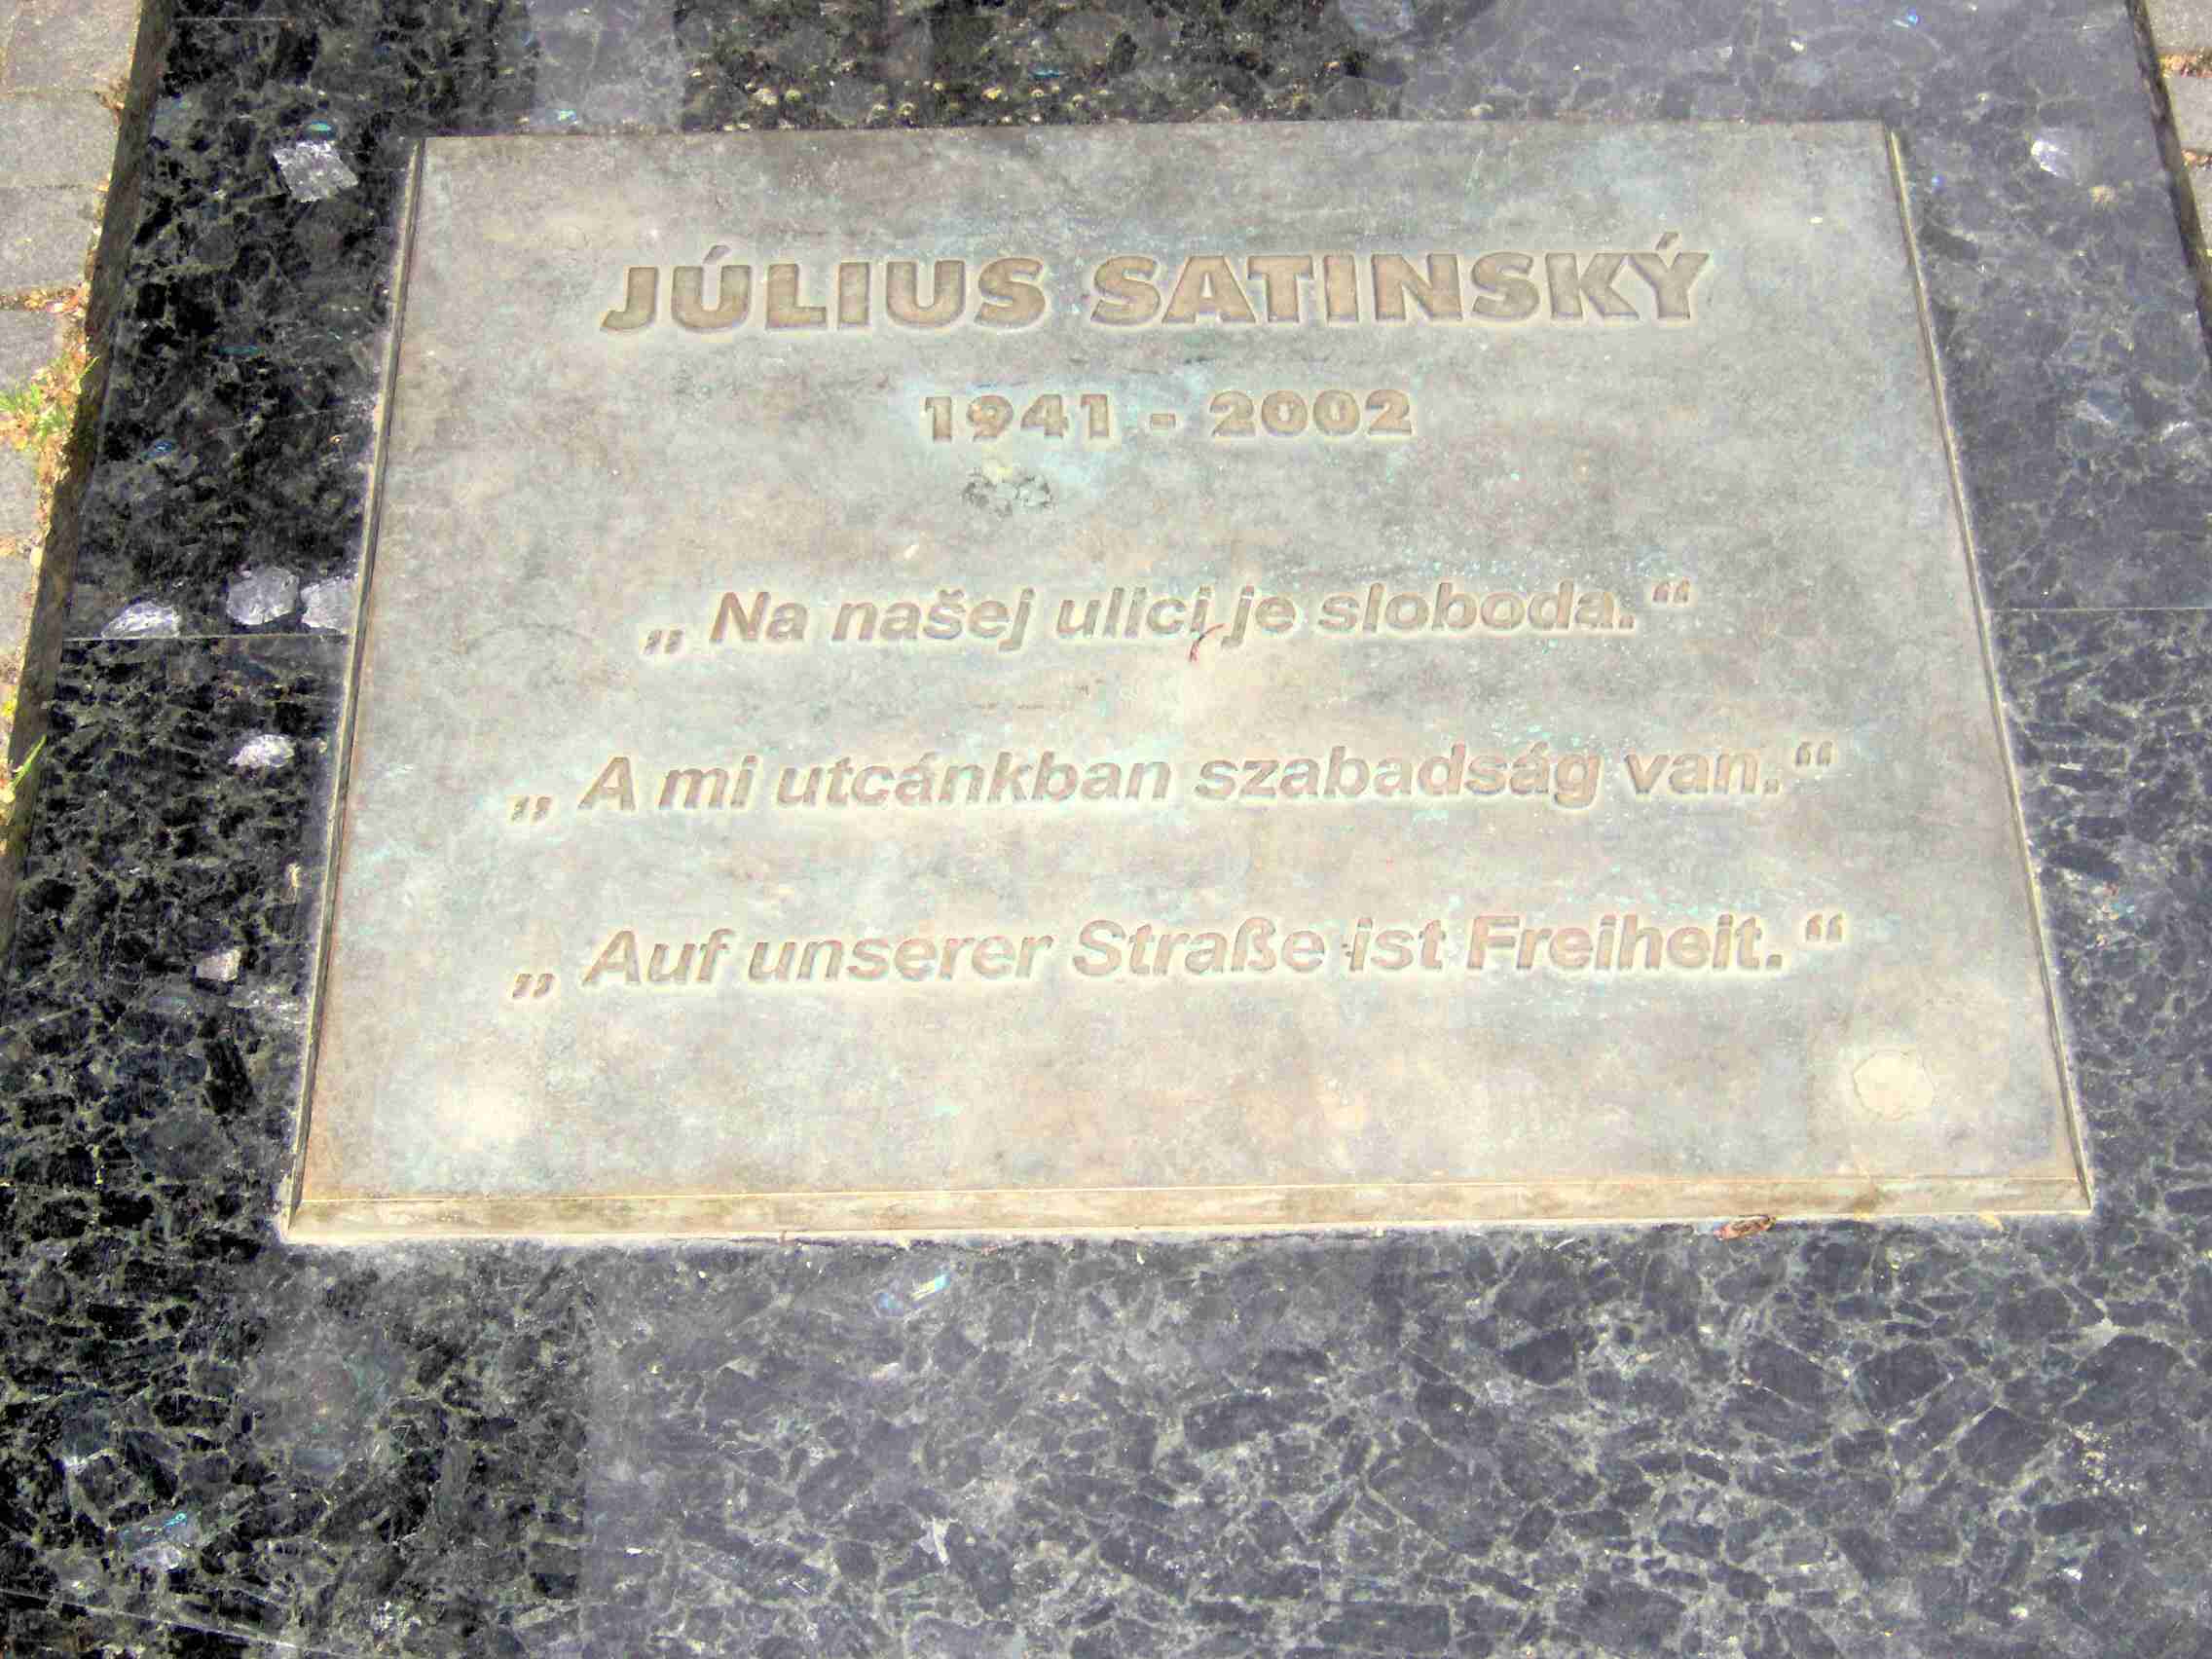 JÚLIUS SATINSKÝ
1941 - 2002
„Na našej ulici je sloboda.“
„A mi utcánkban szabadság van.“
„Auf unserer Straße ist Freiheit.“